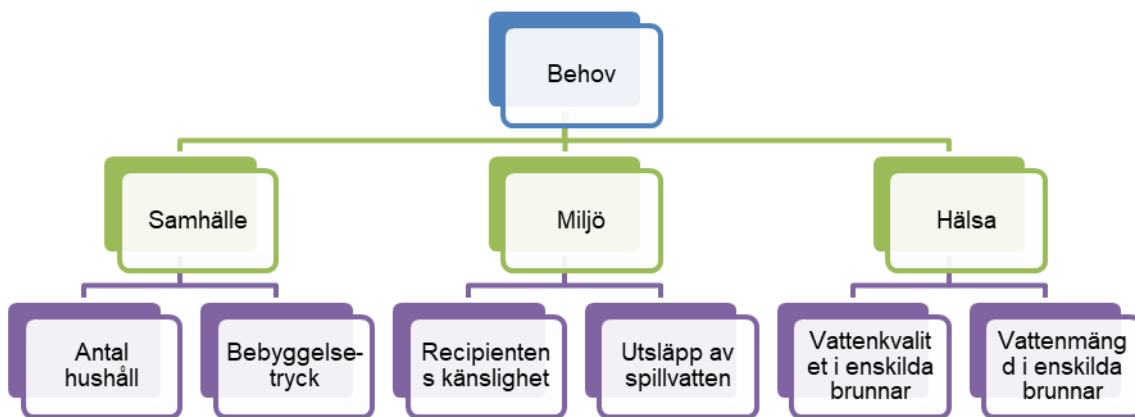 Behov
Samhälle
Miljö
Hälsa
Antal
hushåll
Bebyggelse-
tryck
Recipienten
s känslighet
Utsläpp av
spillvatten
Vattenkvalit
et i enskilda
brunnar
Vattenmäng
d i enskilda
brunnar